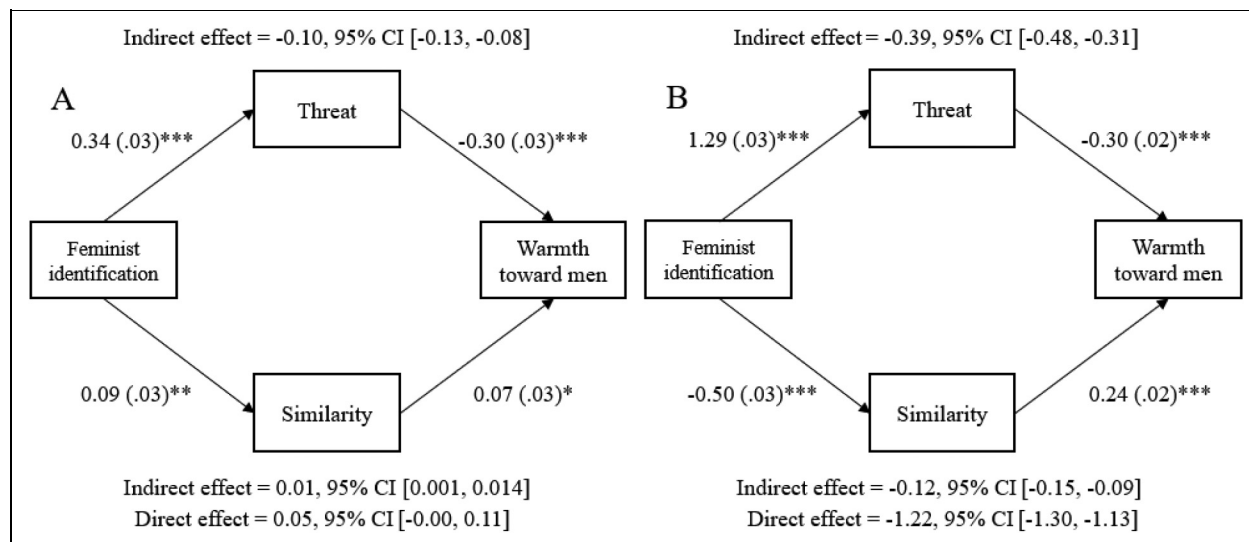 Indirect effect = -0.10, 95% CI [-0.13, -0.08]
A
Threat
0.34 (.03)***
-0.30 (.03)***
Feminist
identification
Warmth
toward men
0.09 (.03)**
Similarity
0.07 (.03)*
Indirect effect = 0.01, 95% CI [0.001, 0.014]
Direct effect = 0.05, 95% CI [-0.00, 0.11]
Indirect effect = -0.39, 95% CI [-0.48, -0.31]
B
Threat
1.29 (.03)***
-0.30 (.02)***
Feminist
identification
Warmth
toward men
-0.50 (.03)***
Similarity
0.24 (.02)***
Indirect effect = -0.12, 95% CI [-0.15, -0.09]
Direct effect = -1.22, 95% CI [-1.30, -1.13]